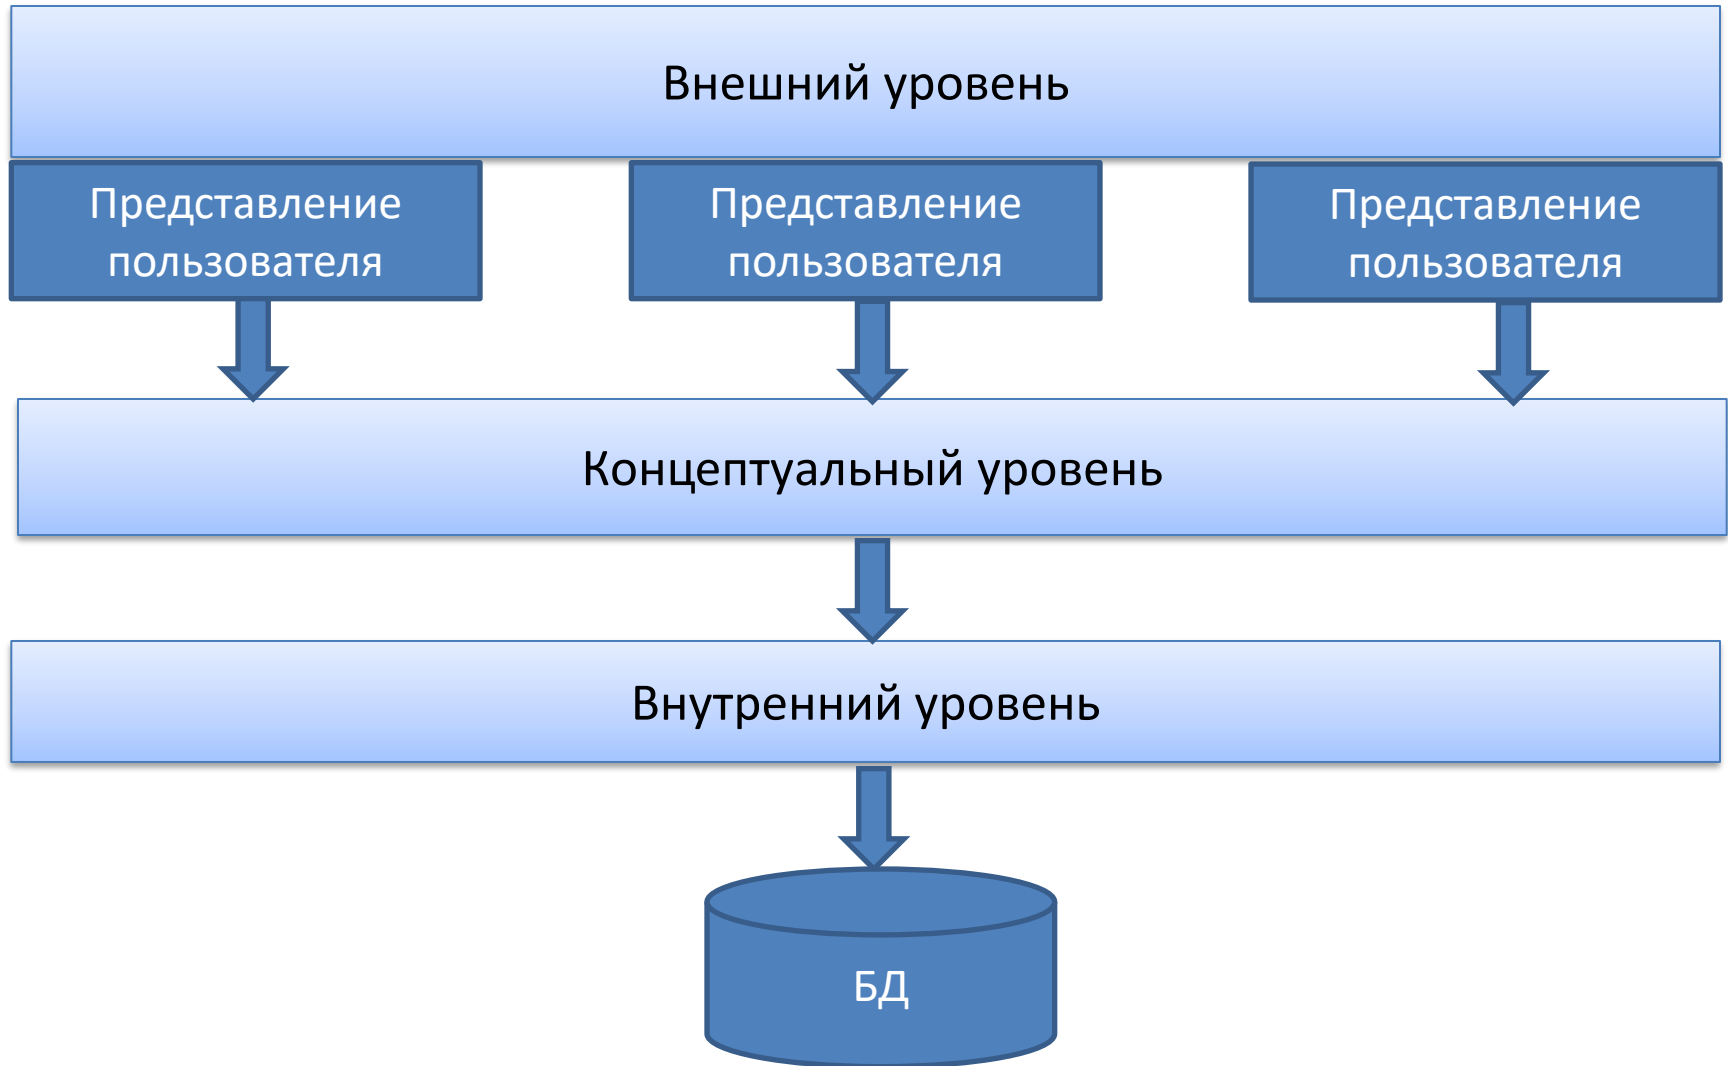 Внешний уровень
Представление
пользователя
Представление
пользователя
Представление
пользователя
Концептуальный уровень
Внутренний уровень
БД